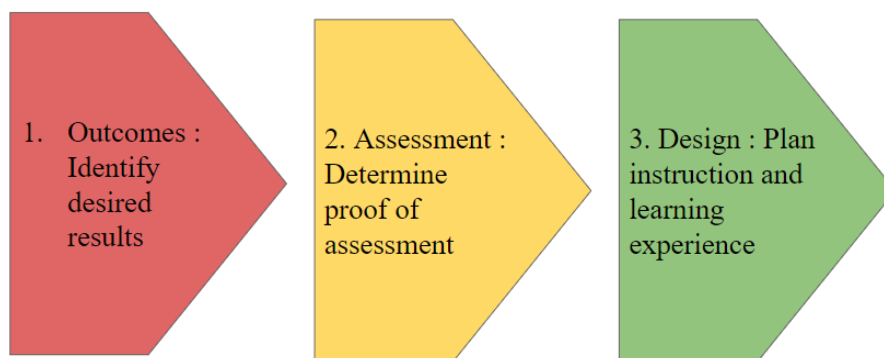 1. Outcomes :
Identify
desired
results
2. Assessment :
Determine
proof of
assessment
3. Design : Plan
instruction and
learning
experience